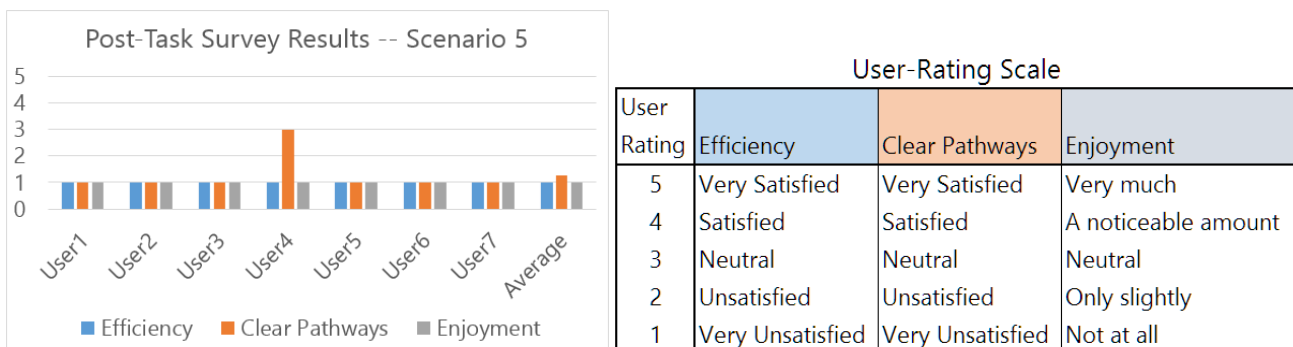 Post-Task Survey Results -- Scenario 5
5
4
3
2
1
0
User1 User2 User3 User4 User5 User6 User7 Average
Efficiency Clear Pathways Enjoyment
User-Rating Scale
User
Rating Efficiency Clear Pathways Enjoyment
5 Very Satisfied Very Satisfied Very much
4 Satisfied Satisfied A noticeable amount
3 Neutral Neutral Neutral
2 Unsatisfied Unsatisfied Only slightly
1 Very Unsatisfied Very Unsatisfied Not at all